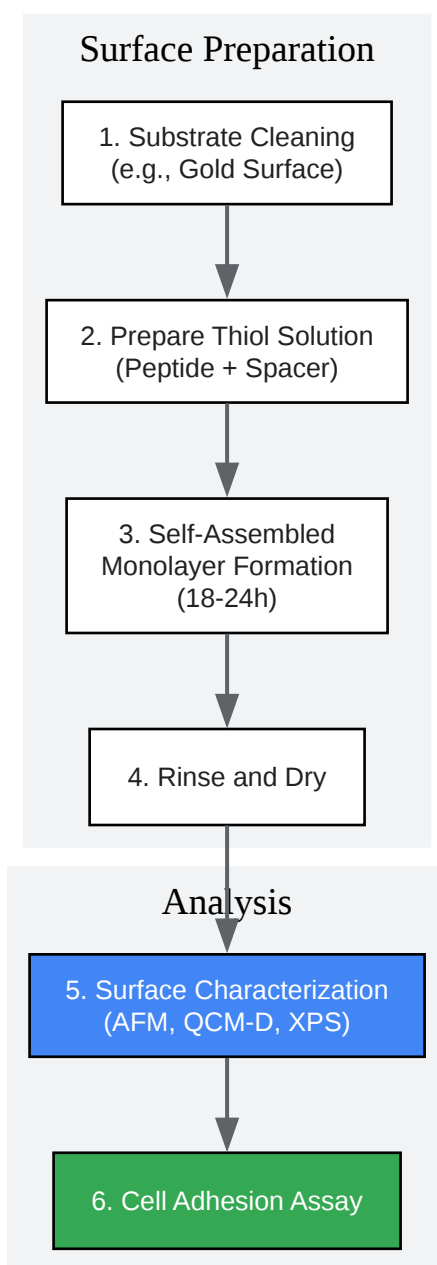 Surface Preparation
1. Substrate Cleaning
(e.g., Gold Surface)
2. Prepare Thiol Solution
(Peptide + Spacer)
3. Self-Assembled
Monolayer Formation
(18-24h)
4. Rinse and Dry
Analysis
5. Surface Characterization
(AFM, QCM-D, XPS)
6. Cell Adhesion Assay